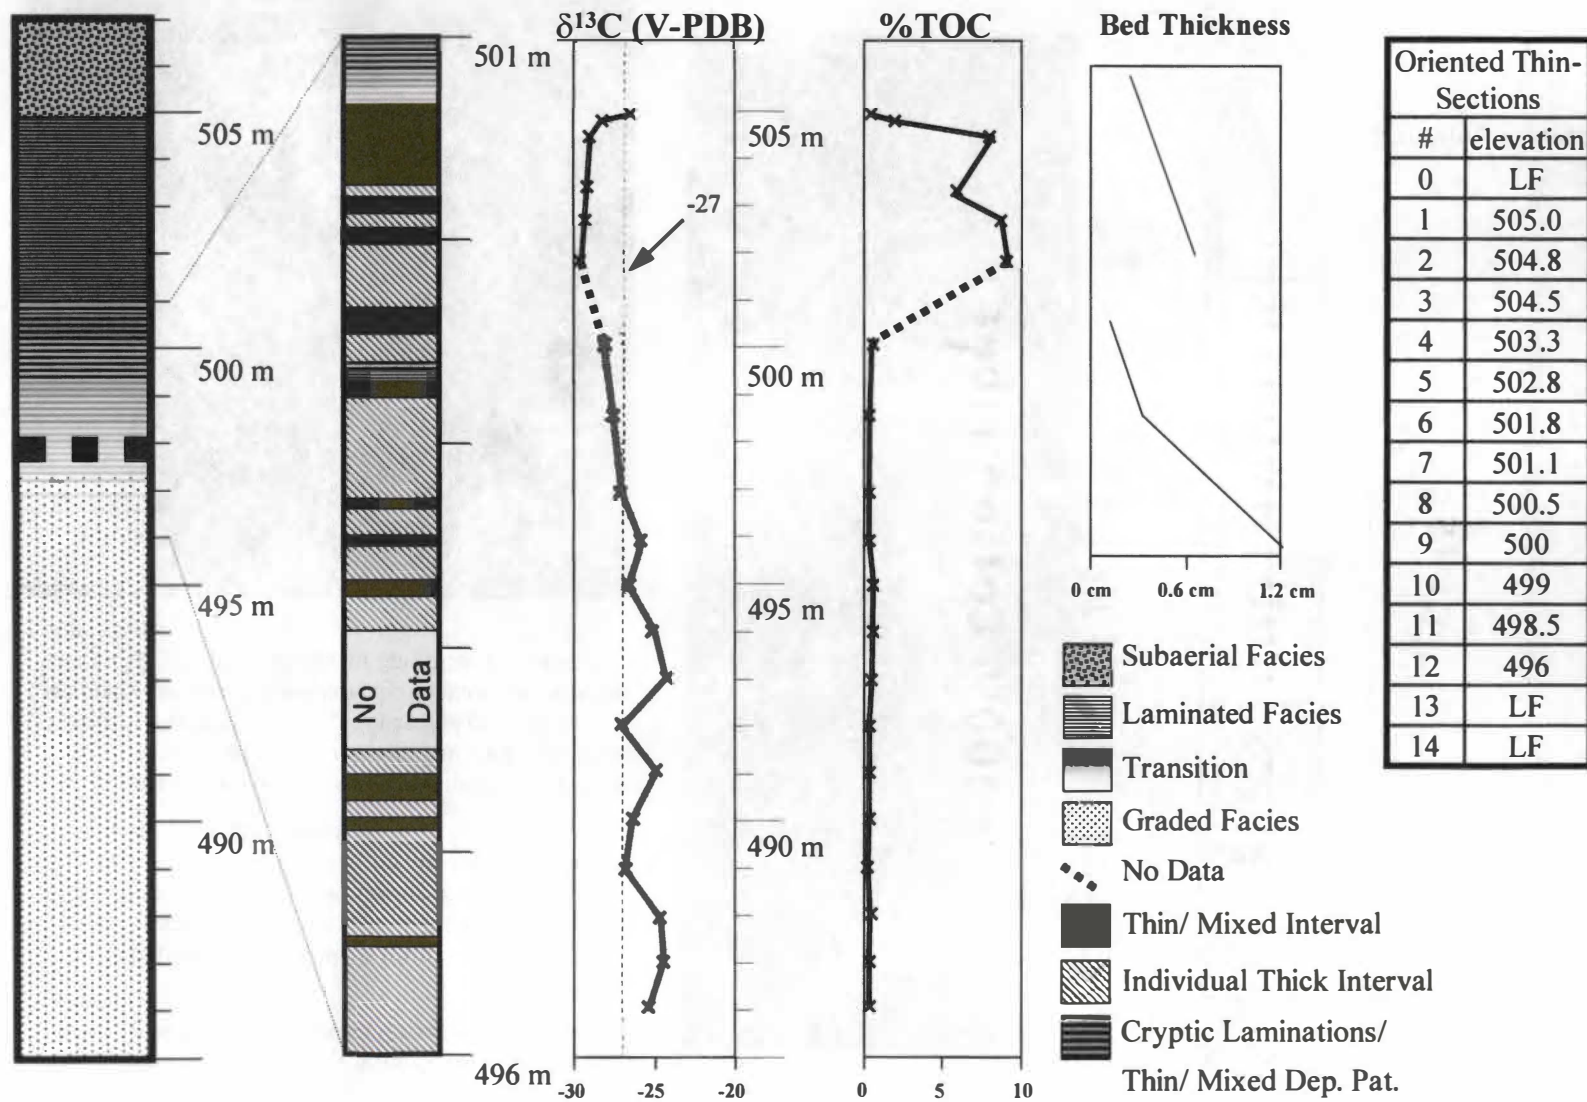 δ¹³C (V-PDB)
%TOC
Bed Thickness
501 m
505 m
500 m
495 m
490 m
No
Data
496 m
-27
-30
-25
-20
505 m
500 m
495 m
490 m
0
5
10
0 cm
0.6 cm
1.2 cm
Subaerial Facies
Laminated Facies
Transition
Graded Facies
No Data
Thin/ Mixed Interval
Individual Thick Interval
Cryptic Laminations/
Thin/ Mixed Dep. Pat.
Oriented Thin-
Sections
# elevation
0 LF
1 505.0
2 504.8
3 504.5
4 503.3
5 502.8
6 501.8
7 501.1
8 500.5
9 500
10 499
11 498.5
12 496
13 LF
14 LF